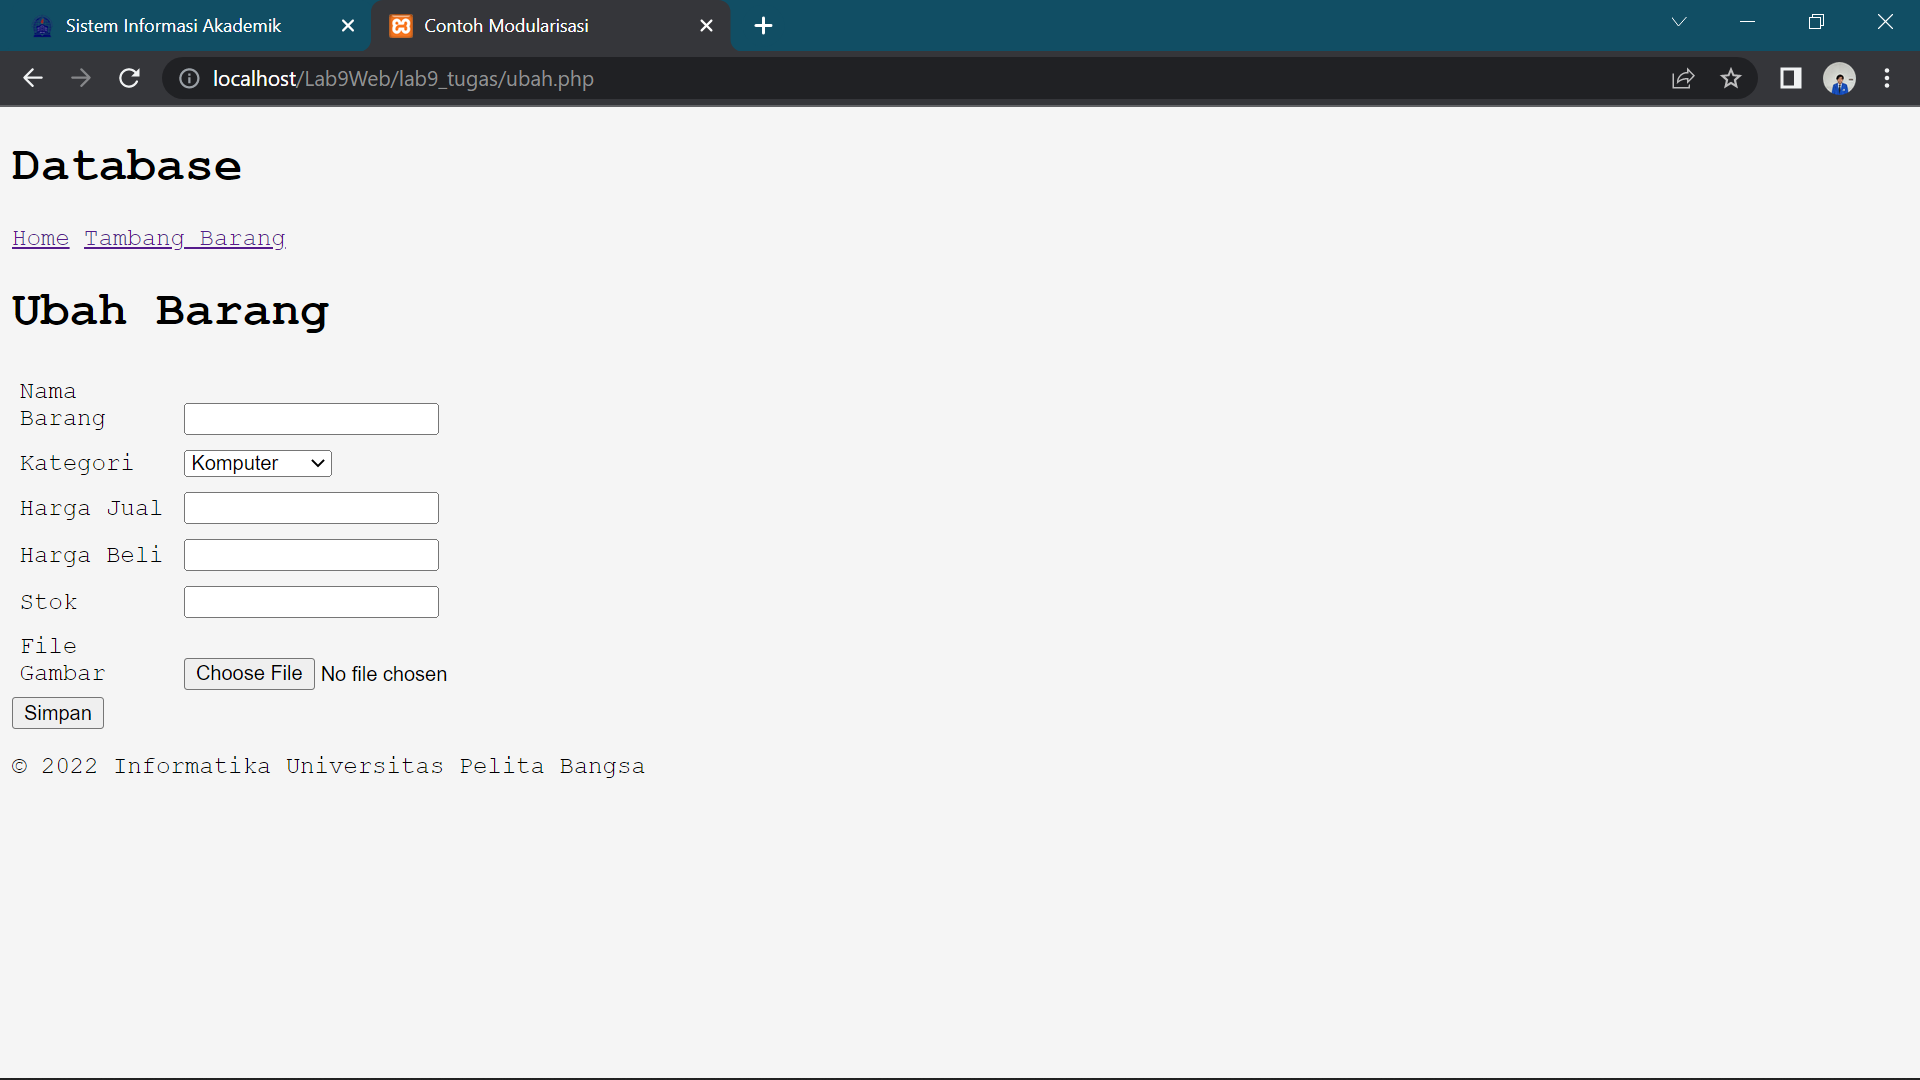 Sistem Informasi Akademik
Contoh Modularisasi
localhost/Lab9Web/lab9_tugas/ubah.php
Database
Home Tambang Barang
Ubah Barang
Nama
Barang
Kategori Komputer
Harga Jual
Harga Beli
Stok
File
Gambar Choose File No file chosen
Simpan
© 2022 Informatika Universitas Pelita Bangsa